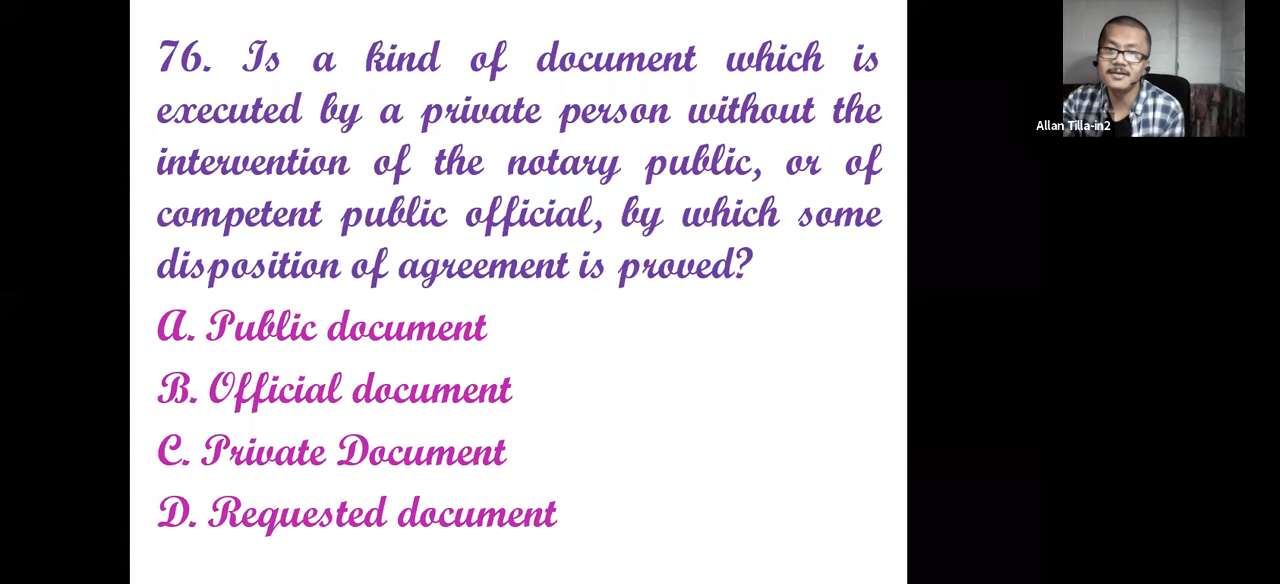 76. Is a kind of document which is
executed by a private person without the
intervention of the notary public, or of
competent public official, by which some
disposition of agreement is proved?
A. Public document
B. Official document
C. Private Document
D. Requested document
Allan Tilla-in2